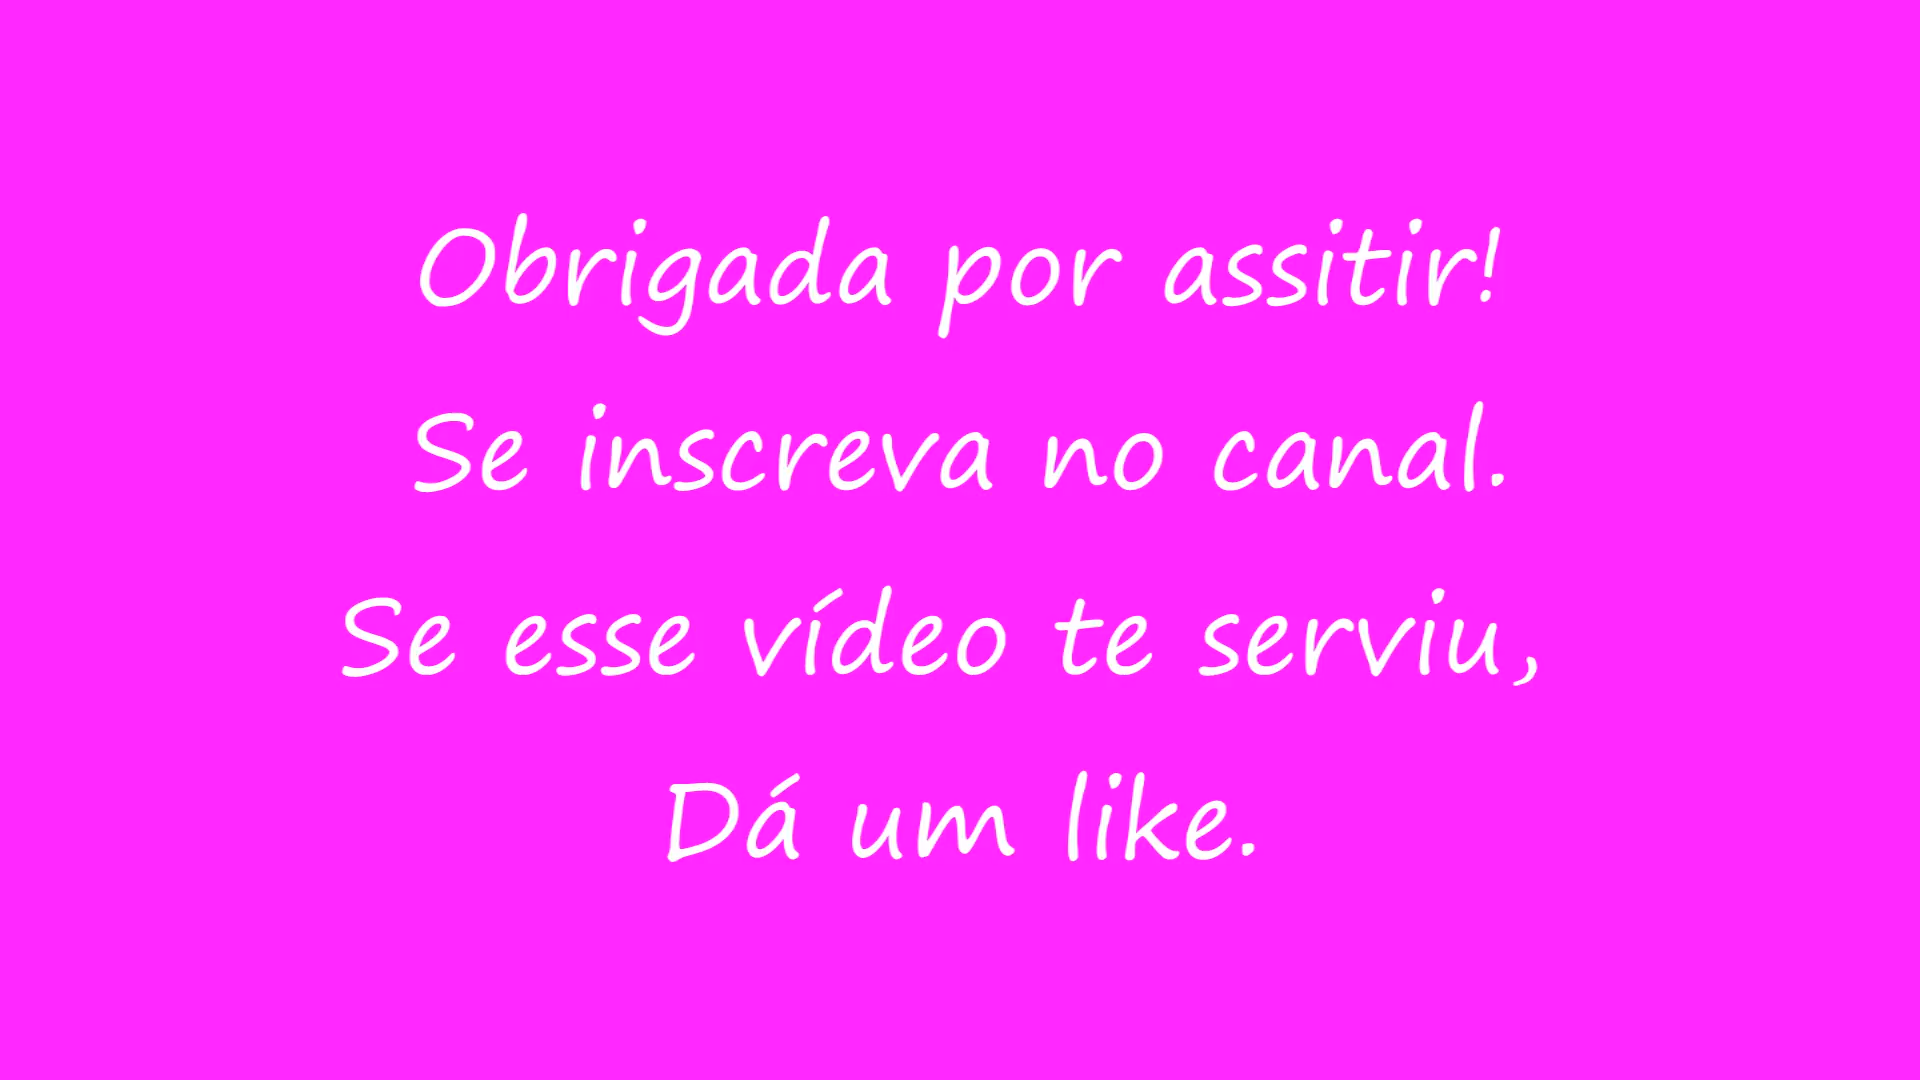 Obrigada por assitir!
Se inscreva no canal.
Se esse vídeo te serviu,
Dá um like.